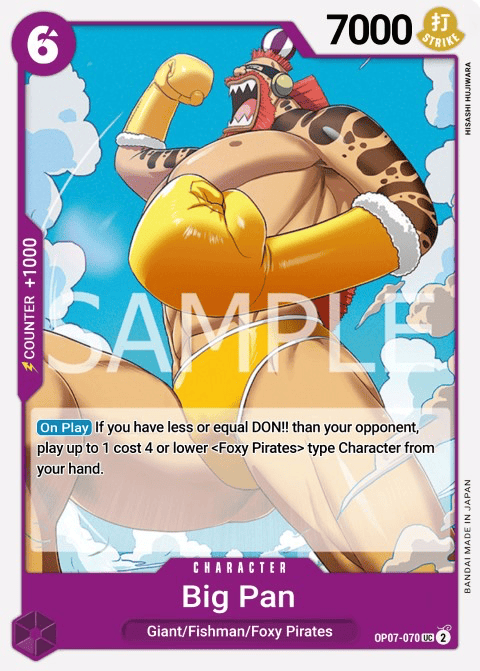 6
7000
打
STRIKE
HISASHI HUJIWARA
COUNTER +1000
SAMPLE
On Play If you have less or equal DON!! than your opponent,
play up to 1 cost 4 or lower <Foxy Pirates> type Character from
your hand.
BANDAI MADE IN JAPAN
CHARACTER
Big Pan
Giant/Fishman/Foxy Pirates
OP07-070 UC 2